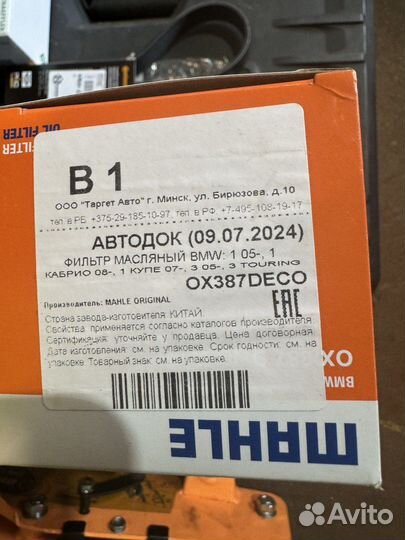 OIL FILTER
FILTER
B 1
ООО "Таргет Авто" г. Минск, ул. Бирюзова, д.10
тел. в РБ +375-29-185-10-97, тел. в РФ +7-495-108-19-17
АВТОДОК (09.07.2024)
ФИЛЬТР МАСЛЯНЫЙ BMW: 1 05-, 1
КАБРИО 08-, 1 КУПЕ 07-, 3 05-, 3 TOURING
OX387DECO
Производитель: MAHLE ORIGINAL
EAC
Страна завода-изготовителя: КИТАЙ.
Свойства: применяется согласно каталогов производителя.
Сертификация: уточняйте у продавца. Цена договорная.
Дата изготовления: см. на упаковке. Срок годности: см. на
упаковке. Товарный знак: см. на упаковке.
OX
BMW
MAHLE
Avito